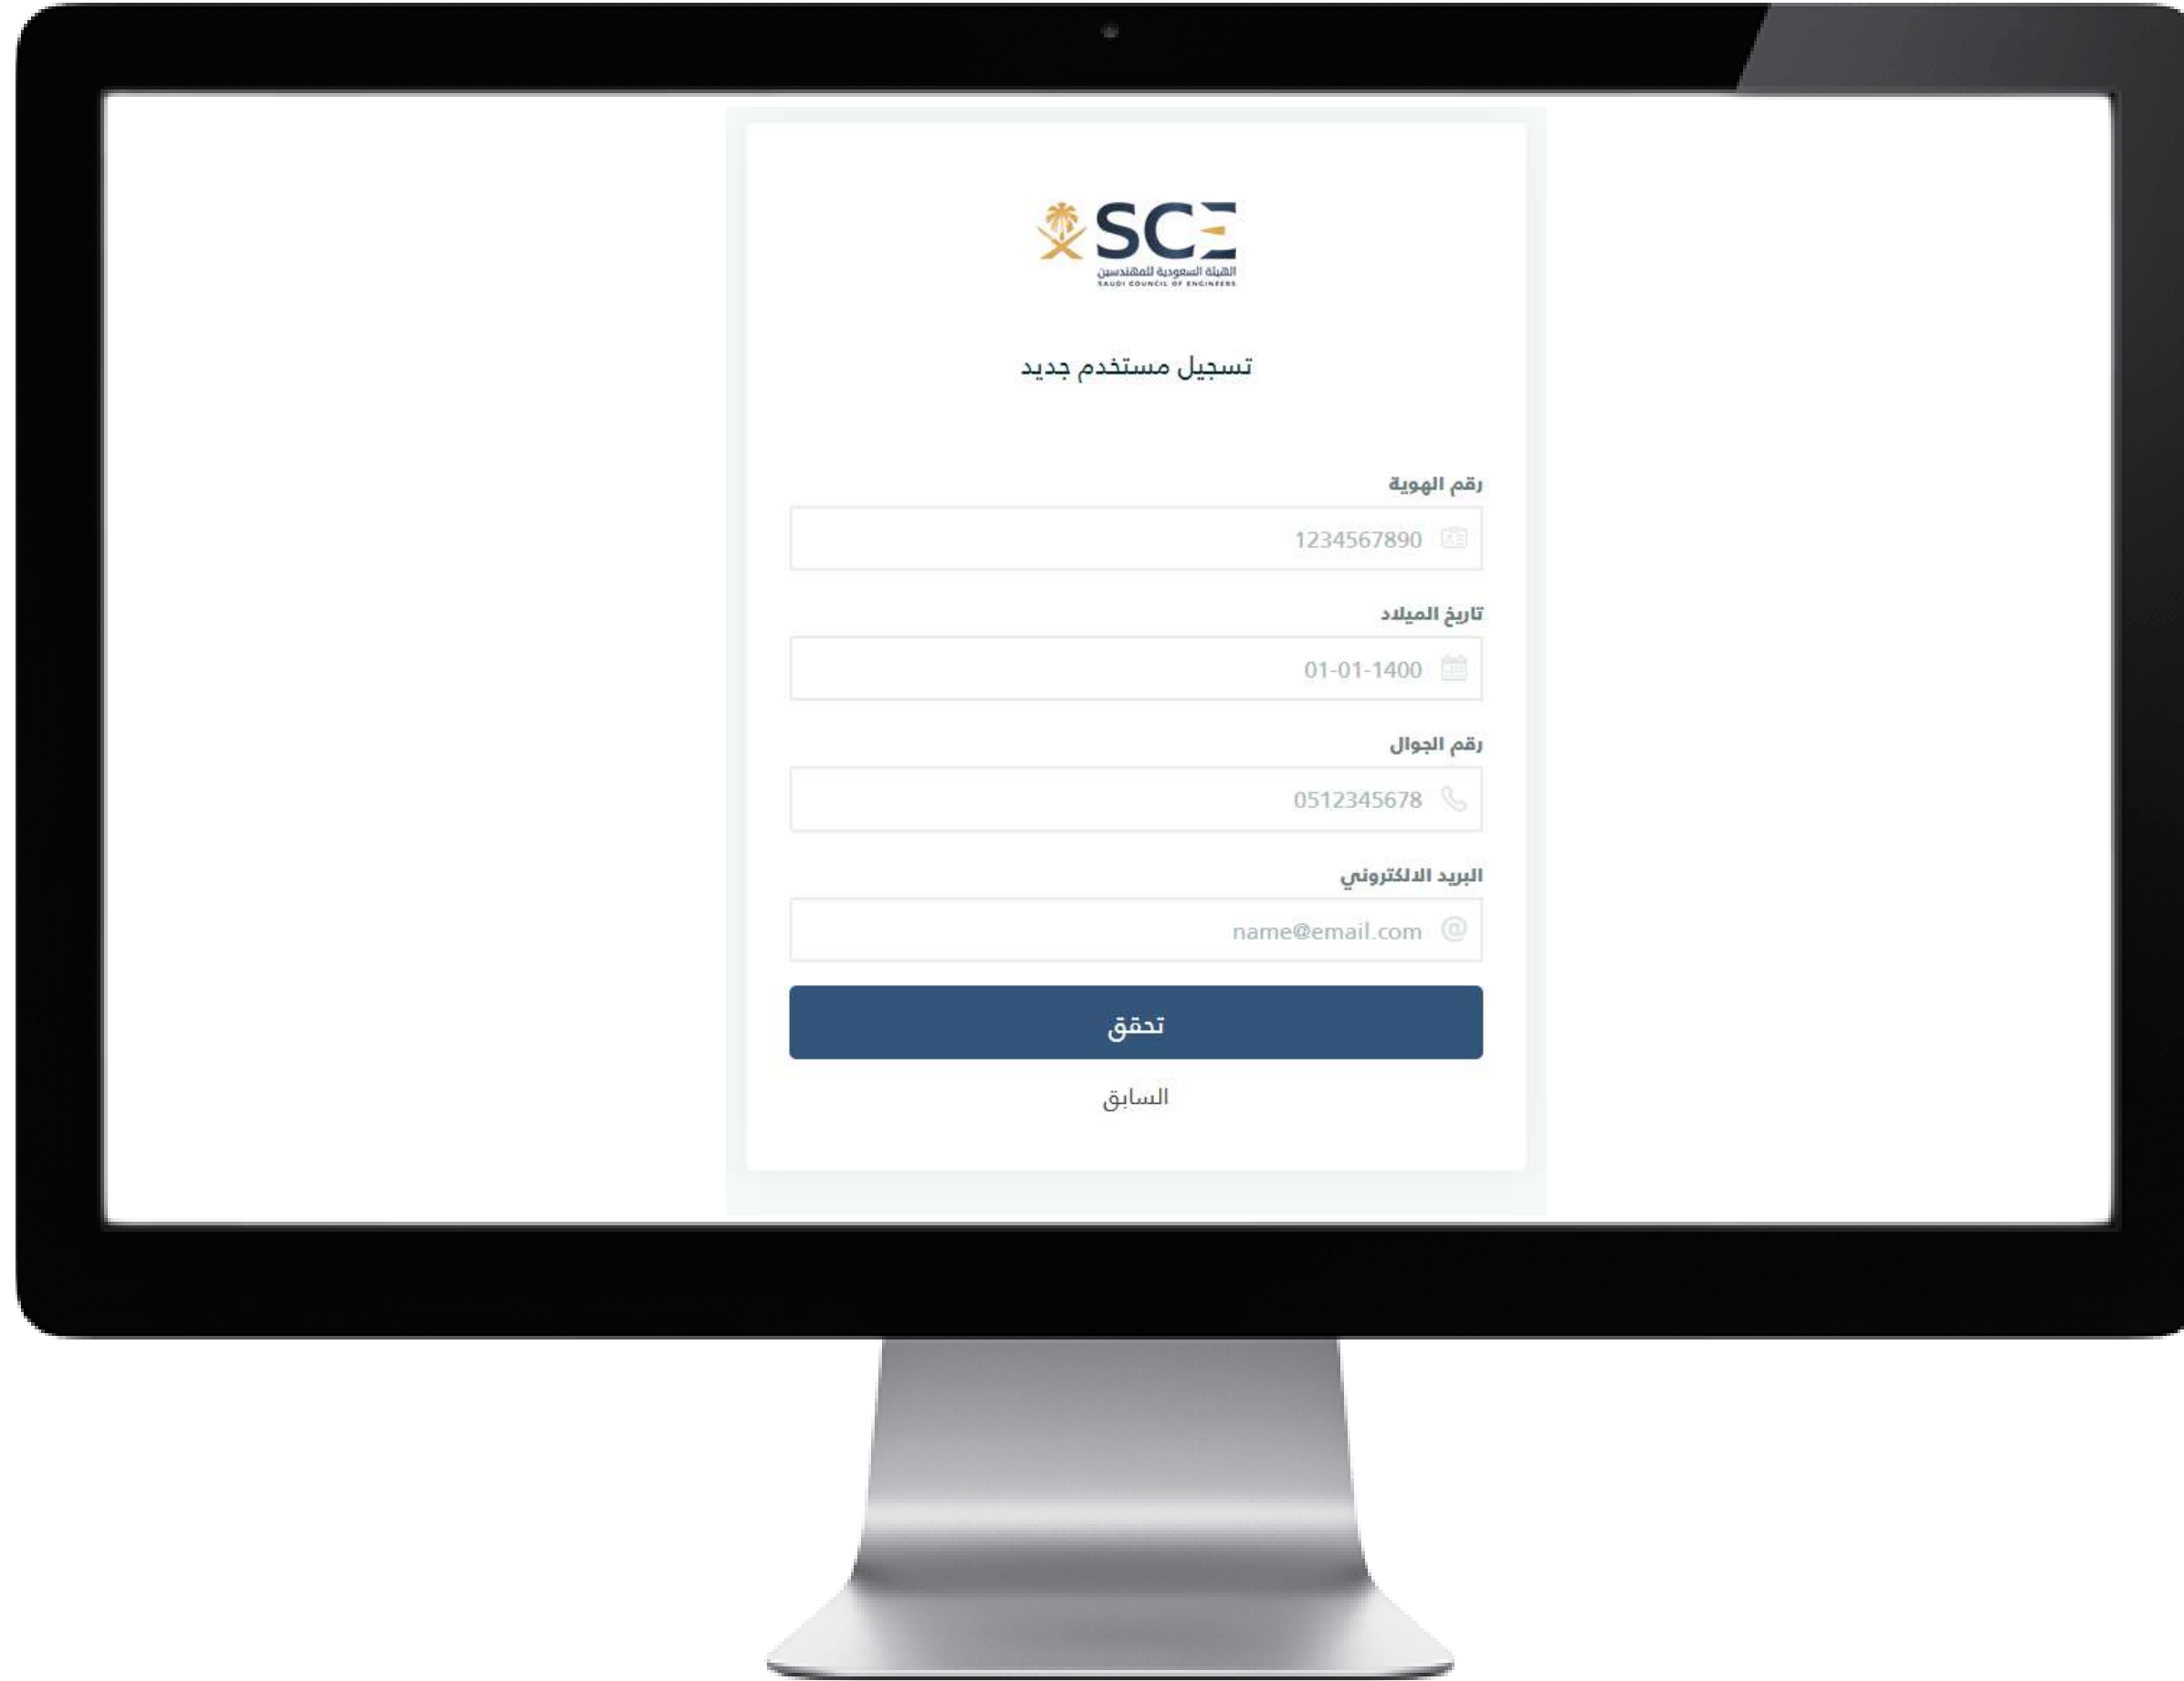 SCE
الهيئة السعودية للمهندسين
SAUDI COUNCIL OF ENGINEERS
تسجيل مستخدم جديد
رقم الهوية
1234567890
تاريخ الميلاد
01-01-1400
رقم الجوال
0512345678
البريد الالكتروني
name@email.com
تحقق
السابق